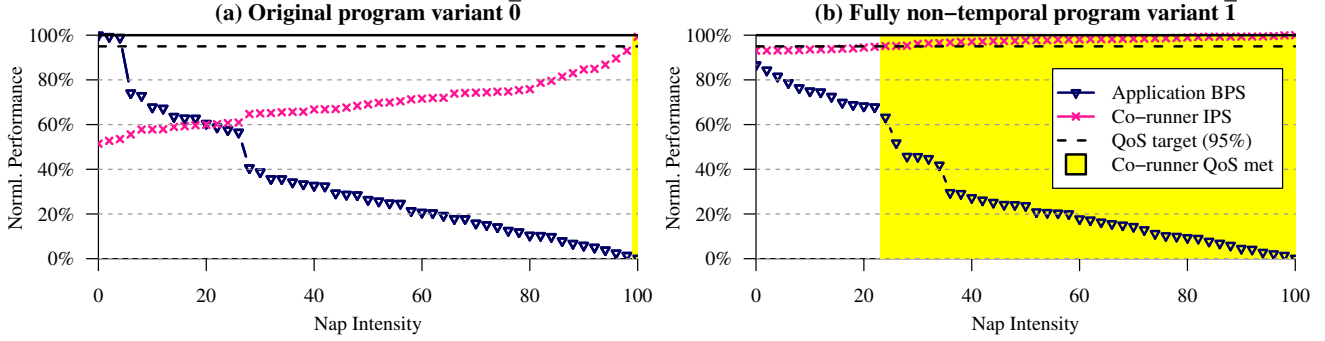 (a) Original program variant 0̅
100%
80%
60%
40%
20%
0%
Norml. Performance
0 20 40 60 80 100
Nap Intensity
(b) Fully non−temporal program variant 1̅
100%
80%
60%
40%
20%
0%
Norml. Performance
0 20 40 60 80 100
Nap Intensity
Application BPS
Co−runner IPS
QoS target (95%)
Co−runner QoS met